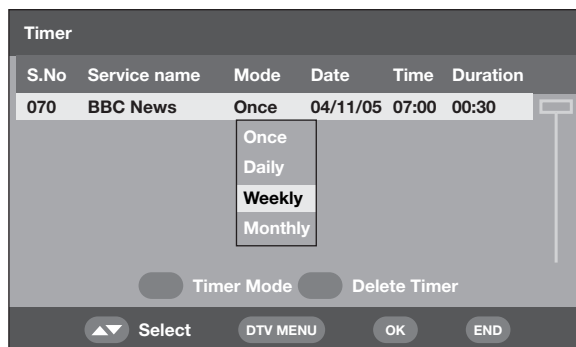 Timer
S.No Service name Mode Date Time Duration
070 BBC News Once 04/11/05 07:00 00:30
Once
Daily
Weekly
Monthly
Timer Mode Delete Timer
Select DTV MENU OK END